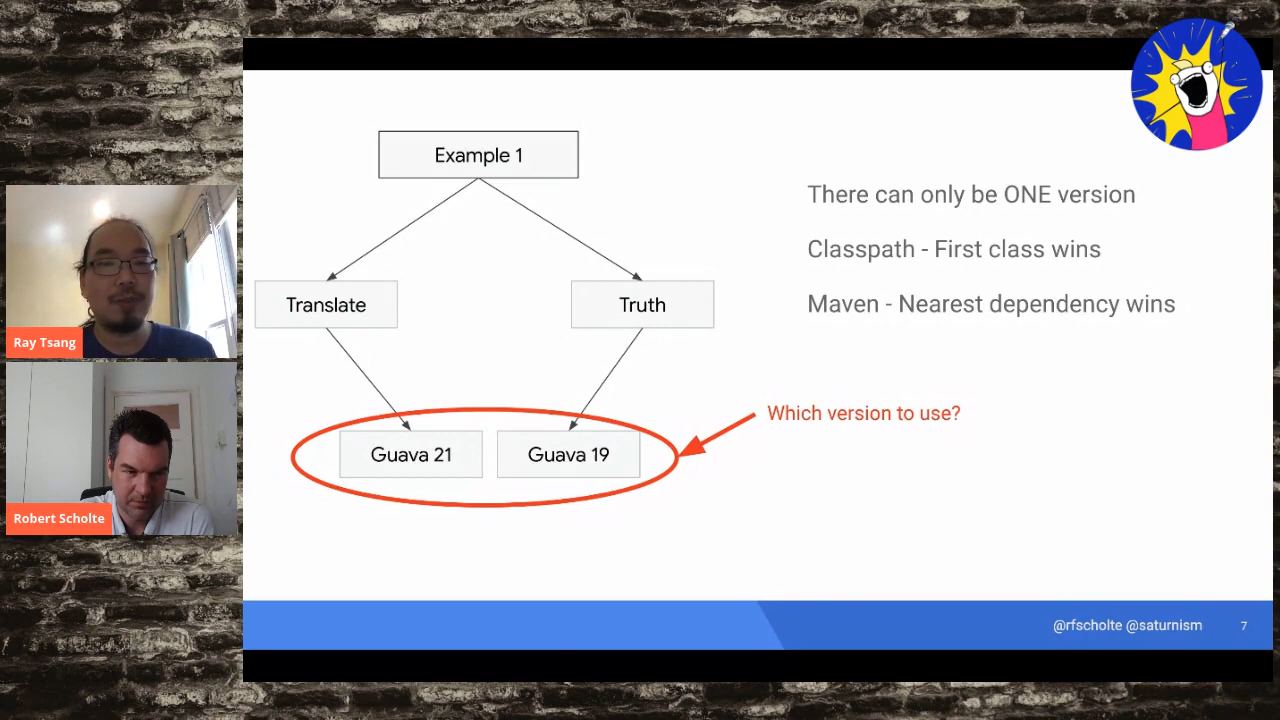 Example 1
There can only be ONE version
Classpath - First class wins
Translate
Truth
Maven - Nearest dependency wins
Ray Tsang
Which version to use?
Guava 21
Guava 19
Robert Scholte
@rfscholte @saturnism
7